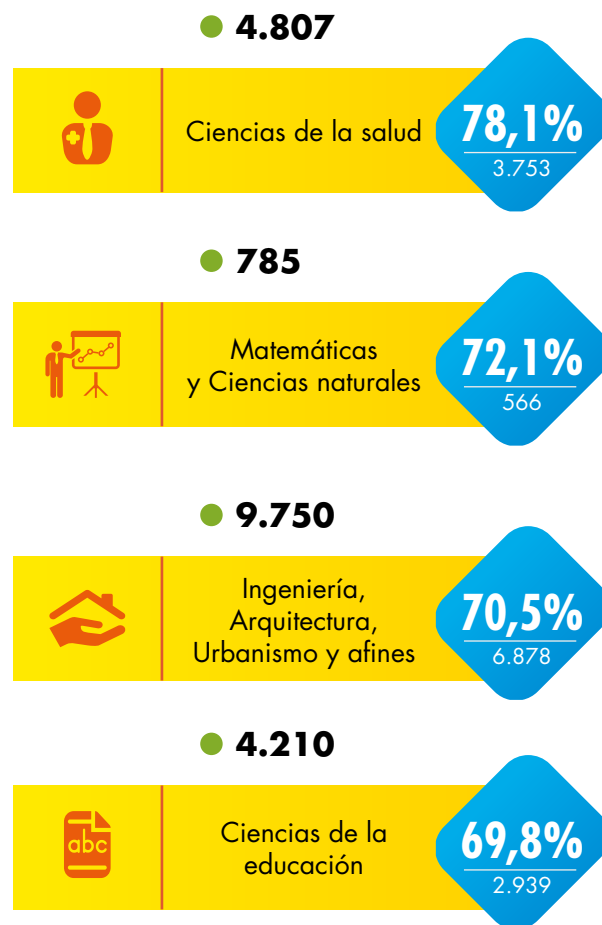 4.807
Ciencias de la salud
78,1%
3.753
785
Matemáticas
y Ciencias naturales
72,1%
566
9.750
Ingeniería,
Arquitectura,
Urbanismo y afines
70,5%
6.878
4.210
abc
Ciencias de la
educación
69,8%
2.939